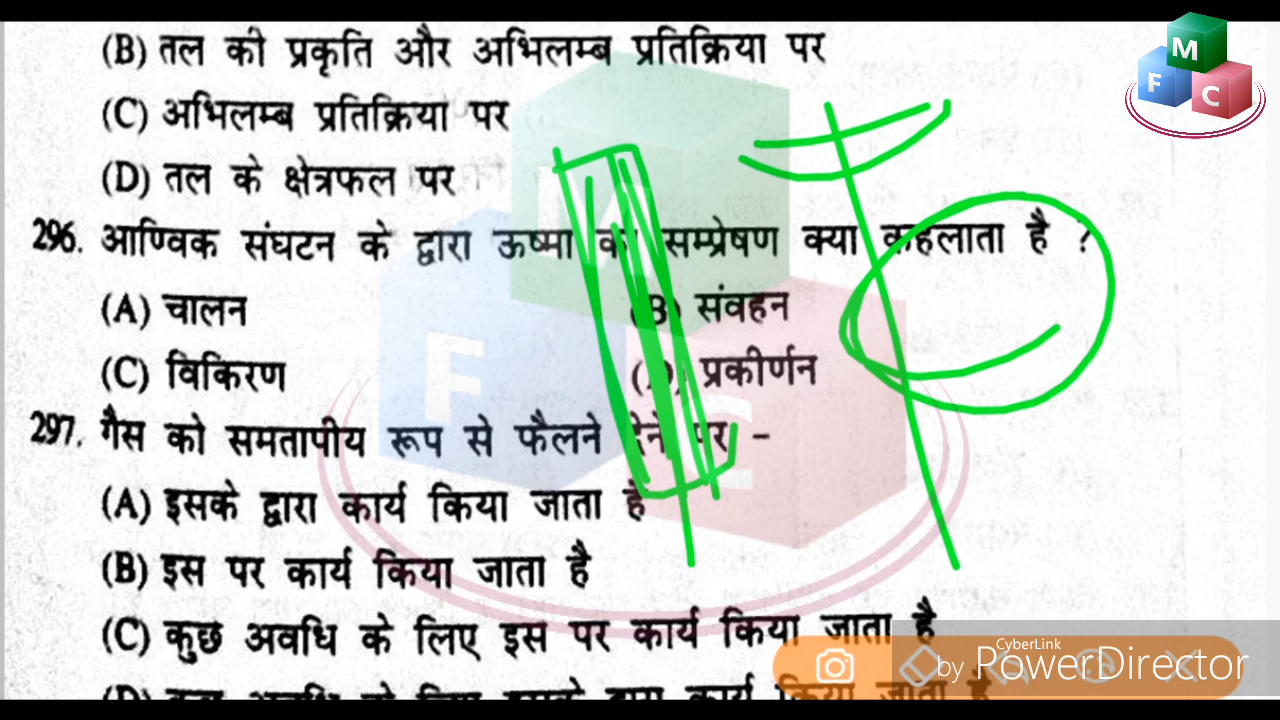 (B) तल की प्रकृति और अभिलम्ब प्रतिक्रिया पर
(C) अभिलम्ब प्रतिक्रिया पर
(D) तल के क्षेत्रफल पर
296. आण्विक संघटन के द्वारा ऊष्मा का सम्प्रेषण क्या कहलाता है ?
(A) चालन (B) संवहन
(C) विकिरण (D) प्रकीर्णन
297. गैस को समतापीय रूप से फैलने देने पर –
(A) इसके द्वारा कार्य किया जाता है
(B) इस पर कार्य किया जाता है
(C) कुछ अवधि के लिए इस पर कार्य किया जाता है
(D) कुछ अवधि के लिए इसके द्वारा कार्य किया जाता है
F M C
F M C
CyberLink
by PowerDirector